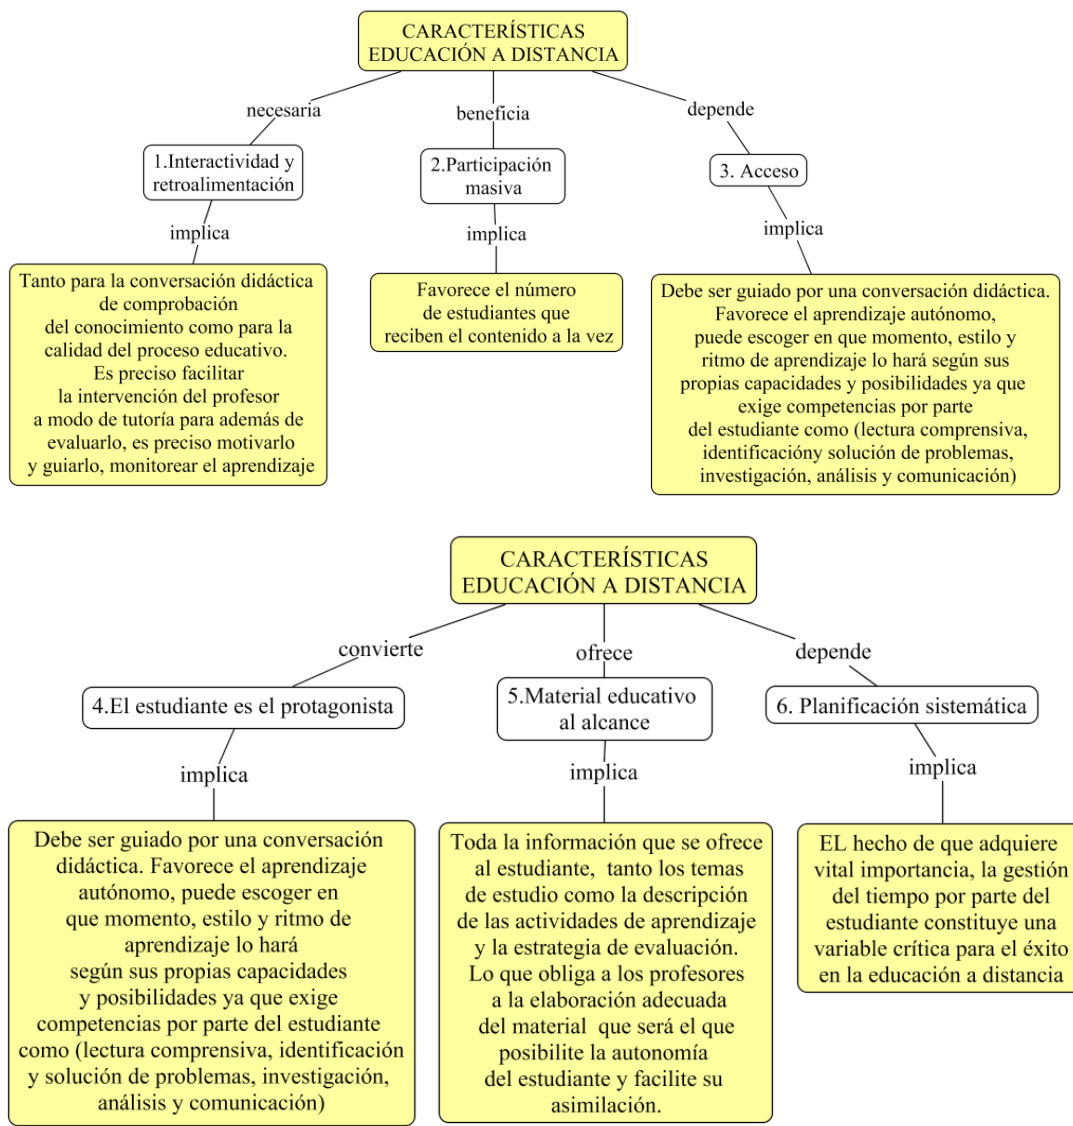 CARACTERÍSTICAS
EDUCACIÓN A DISTANCIA
necesaria
beneficia
depende
1.Interactividad y
retroalimentación
2.Participación
masiva
3. Acceso
implica
implica
implica
Tanto para la conversación didáctica
de comprobación
del conocimiento como para la
calidad del proceso educativo.
Es preciso facilitar
la intervención del profesor
a modo de tutoría para además de
evaluarlo, es preciso motivarlo
y guiarlo, monitorear el aprendizaje
Favorece el número
de estudiantes que
reciben el contenido a la vez
Debe ser guiado por una conversación didáctica.
Favorece el aprendizaje autónomo,
puede escoger en que momento, estilo y
ritmo de aprendizaje lo hará según sus
propias capacidades y posibilidades ya que
exige competencias por parte
del estudiante como (lectura comprensiva,
identificacióny solución de problemas,
investigación, análisis y comunicación)
CARACTERÍSTICAS
EDUCACIÓN A DISTANCIA
convierte
ofrece
depende
4.El estudiante es el protagonista
5.Material educativo
al alcance
6. Planificación sistemática
implica
implica
implica
Debe ser guiado por una conversación
didáctica. Favorece el aprendizaje
autónomo, puede escoger en
que momento, estilo y ritmo de
aprendizaje lo hará
según sus propias capacidades
y posibilidades ya que exige
competencias por parte del estudiante
como (lectura comprensiva, identificación
y solución de problemas, investigación,
análisis y comunicación)
Toda la información que se ofrece
al estudiante, tanto los temas
de estudio como la descripción
de las actividades de aprendizaje
y la estrategia de evaluación.
Lo que obliga a los profesores
a la elaboración adecuada
del material que será el que
posibilite la autonomía
del estudiante y facilite su
asimilación.
EL hecho de que adquiere
vital importancia, la gestión
del tiempo por parte del
estudiante constituye una
variable crítica para el éxito
en la educación a distancia